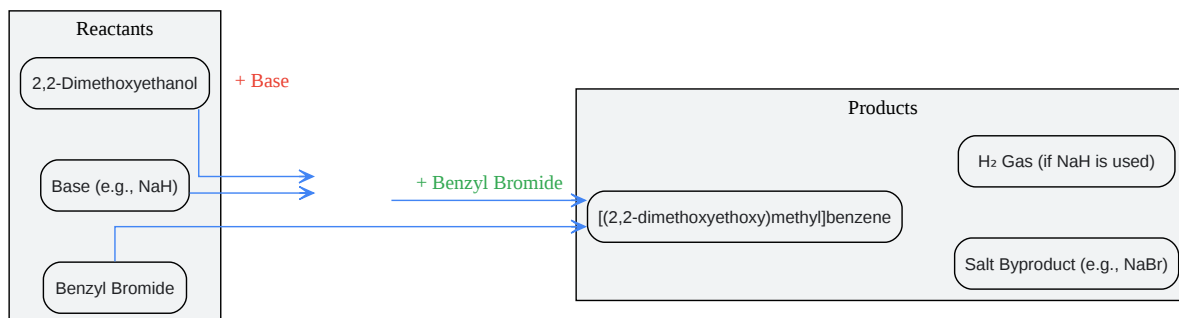 Reactants
2,2-Dimethoxyethanol
+ Base
Products
H₂ Gas (if NaH is used)
Base (e.g., NaH)
+ Benzyl Bromide
[(2,2-dimethoxyethoxy)methyl]benzene
Salt Byproduct (e.g., NaBr)
Benzyl Bromide